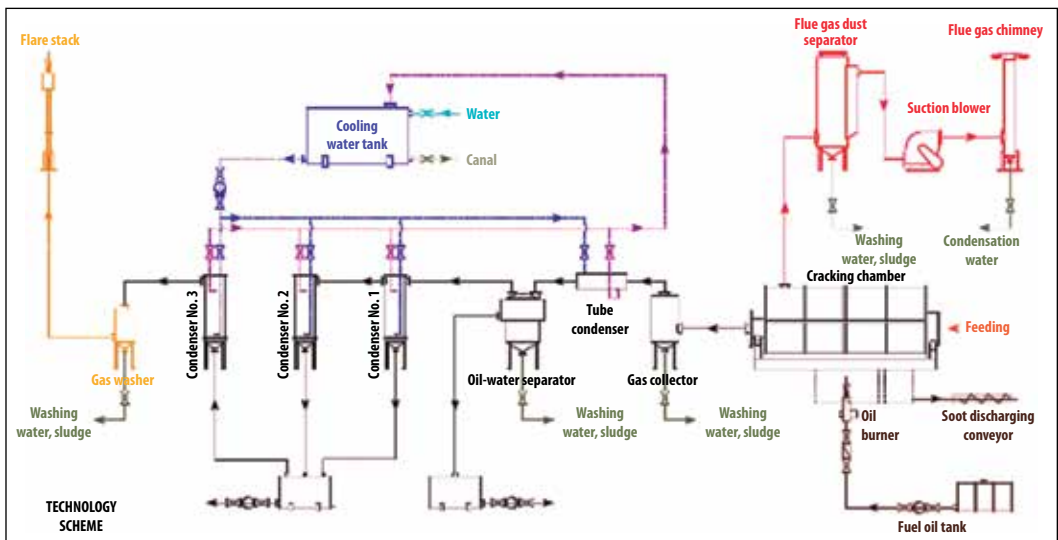 Flare stack
Flue gas dust
separator
Flue gas chimney
Suction blower
Water
Cooling
water tank
Canal
Washing
water, sludge
Condensation
water
Cracking chamber
Condenser No. 3
Condenser No. 2
Condenser No. 1
Tube
condenser
Feeding
Gas washer
Oil-water separator
Gas collector
Washing
water, sludge
Washing
water, sludge
Washing
water, sludge
Oil
burner
Soot discharging
conveyor
TECHNOLOGY
SCHEME
Fuel oil tank